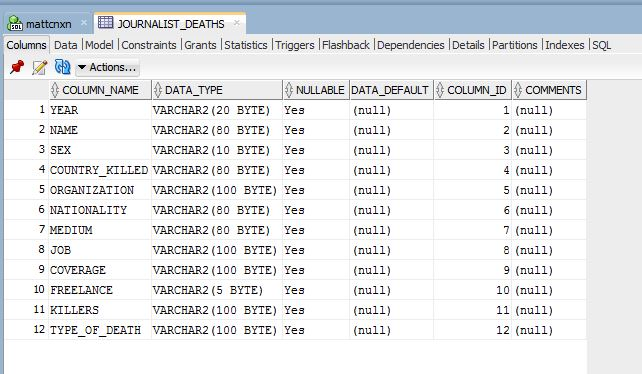 mattcnxn JOURNALIST_DEATHS
Columns Data Model Constraints Grants Statistics Triggers Flashback Dependencies Details Partitions Indexes SQL
Actions...
COLUMN_NAME DATA_TYPE NULLABLE DATA_DEFAULT COLUMN_ID COMMENTS
1 YEAR VARCHAR2(20 BYTE) Yes (null) 1 (null)
2 NAME VARCHAR2(80 BYTE) Yes (null) 2 (null)
3 SEX VARCHAR2(10 BYTE) Yes (null) 3 (null)
4 COUNTRY_KILLED VARCHAR2(80 BYTE) Yes (null) 4 (null)
5 ORGANIZATION VARCHAR2(100 BYTE) Yes (null) 5 (null)
6 NATIONALITY VARCHAR2(80 BYTE) Yes (null) 6 (null)
7 MEDIUM VARCHAR2(80 BYTE) Yes (null) 7 (null)
8 JOB VARCHAR2(100 BYTE) Yes (null) 8 (null)
9 COVERAGE VARCHAR2(100 BYTE) Yes (null) 9 (null)
10 FREELANCE VARCHAR2(5 BYTE) Yes (null) 10 (null)
11 KILLERS VARCHAR2(100 BYTE) Yes (null) 11 (null)
12 TYPE_OF_DEATH VARCHAR2(100 BYTE) Yes (null) 12 (null)